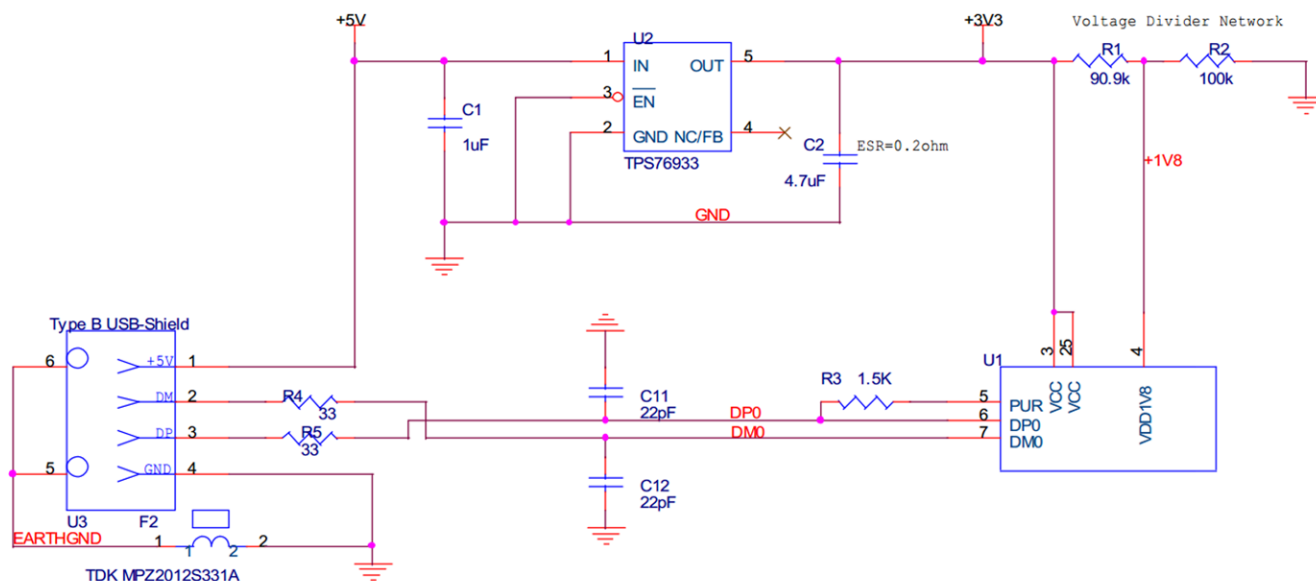 +5V
+3V3
Voltage Divider Network
U2
R1
R2
1
IN
OUT
5
90.9k
100k
3
EN
C1
1uF
2
GND NC/FB
4
C2
ESR=0.2ohm
TPS76933
4.7uF
+1V8
GND
Type B USB-Shield
6
+5V
1
U1
3
25
4
DM
2
R4
33
C11
22pF
R3
1.5K
VCC
VCC
VDD1V8
5
PUR
DP
3
R5
33
DP0
6
DP0
DM0
7
DM0
5
GND
4
C12
22pF
U3
F2
EARTHGND
1
1
2
2
TDK MPZ2012S331A